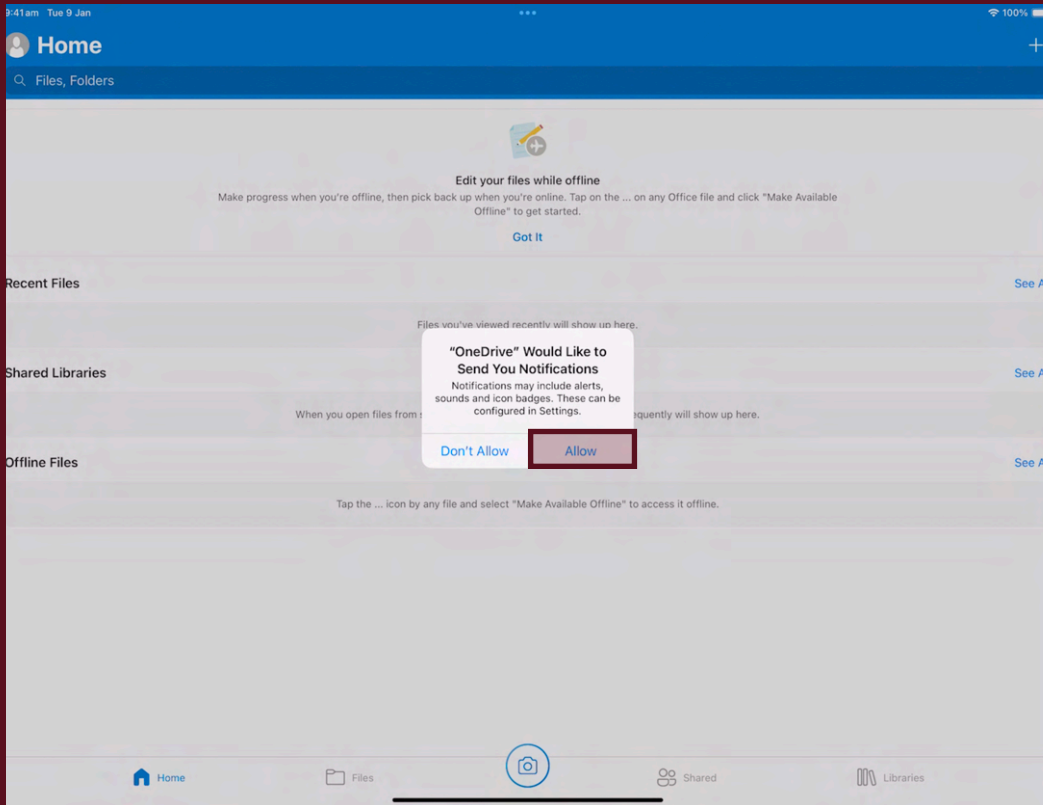 9:41am Tue 9 Jan
100%
Home
Files, Folders
Edit your files while offline
Make progress when you're offline, then pick back up when you're online. Tap on the ... on any Office file and click "Make Available
Offline" to get started.
Got It
Recent Files
See A
Files you've viewed recently will show up here.
"OneDrive" Would Like to
Send You Notifications
Notifications may include alerts,
sounds and icon badges. These can be
configured in Settings.
Don't Allow
Allow
Shared Libraries
See A
When you open files from
equently will show up here.
Offline Files
See A
Tap the ... icon by any file and select "Make Available Offline" to access it offline.
Home
Files
Shared
Libraries